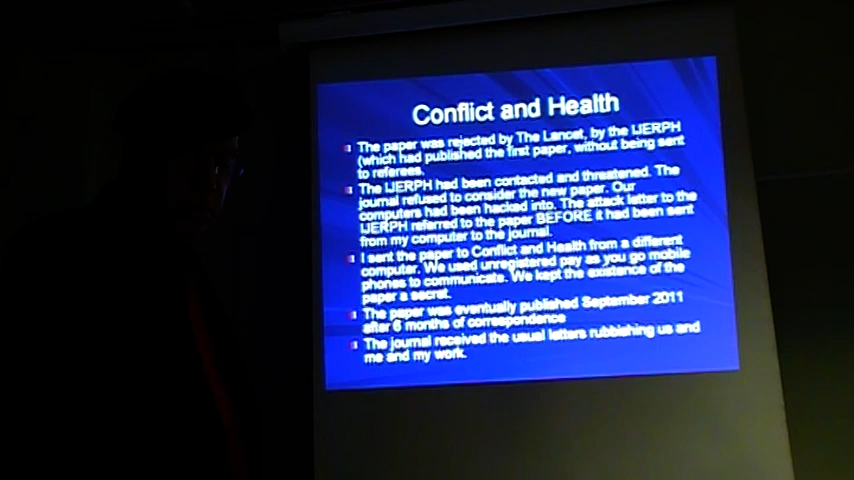 Conflict and Health
The paper was rejected by The Lancet, by the IJERPH
(which had published the first paper, without being sent
to referees.
The IJERPH had been contacted and threatened. The
journal refused to consider the new paper. Our
computers had been hacked into. The attack letter to the
IJERPH referred to the paper BEFORE it had been sent
from my computer to the journal.
I sent the paper to Conflict and Health from a different
computer. We used unregistered pay as you go mobile
phones to communicate. We kept the existence of the
paper a secret.
The paper was eventually published September 2011
after 6 months of correspondence
The journal received the usual letters rubbishing us and
me and my work.